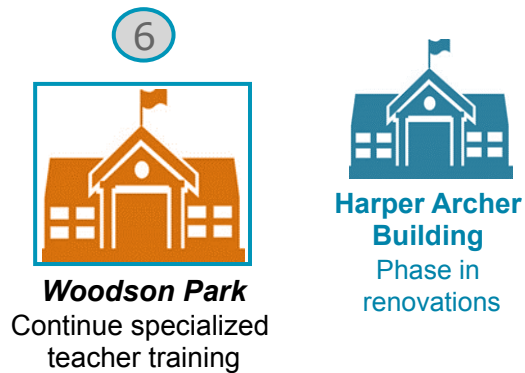 6
Woodson Park
Continue specialized
teacher training
Harper Archer
Building
Phase in
renovations